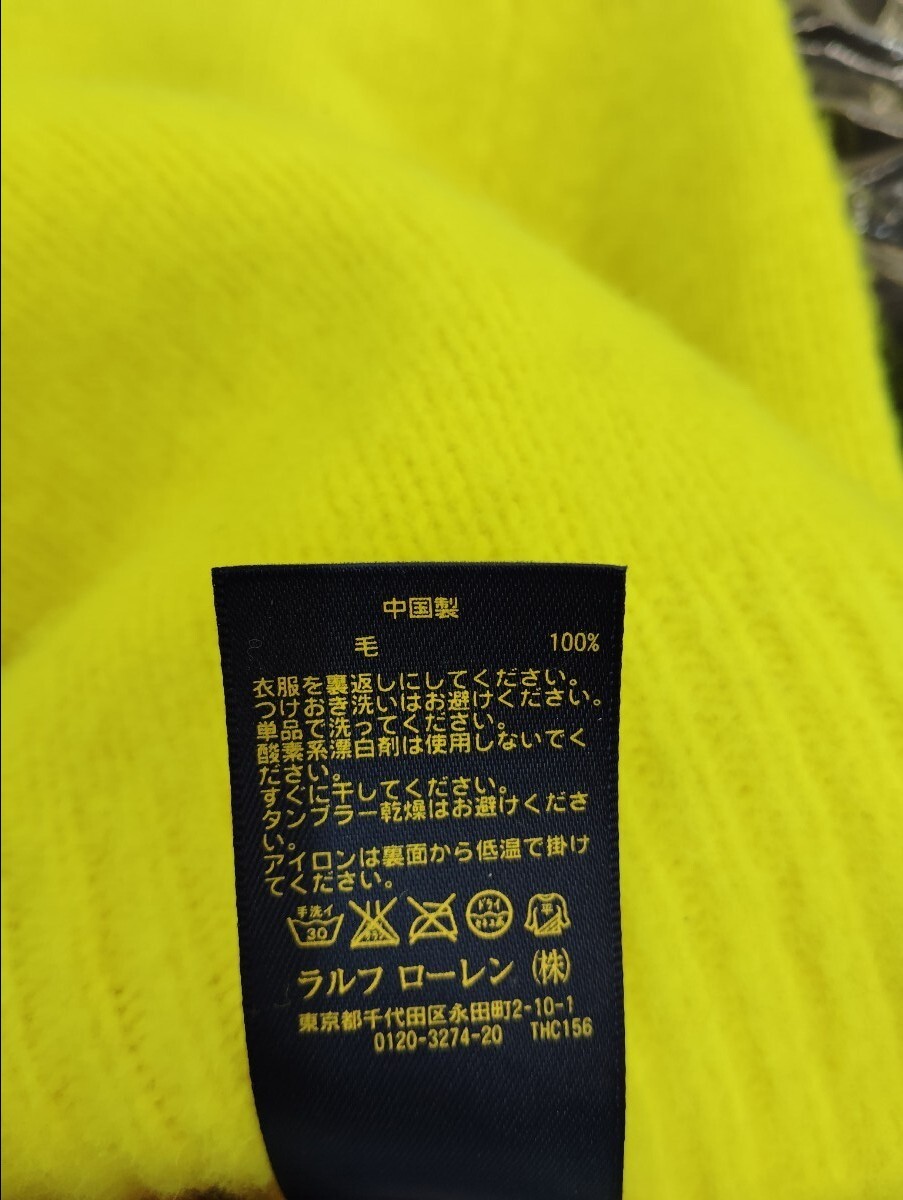 中国製
毛 100%
衣服を裏返しにしてください。
つけおき洗いはお避けください。
単品で洗ってください。
酸素系漂白剤は使用しないでく
ださい。
すぐに干してください。
タンブラー乾燥はお避けくださ
い。
アイロンは裏面から低温で掛け
てください。
手洗イ 30 ドライ 平
ラルフ ローレン (株)
東京都千代田区永田町2-10-1
0120-3274-20 THC156